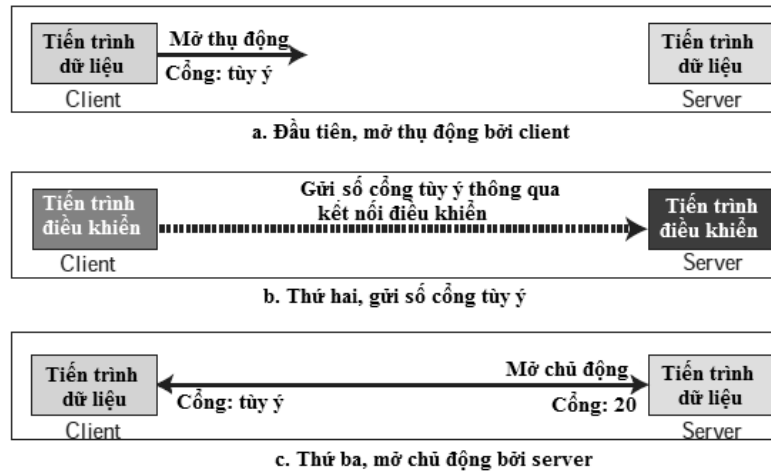 Tiến trình
dữ liệu
Mở thụ động
Cổng: tùy ý
Client
Tiến trình
dữ liệu
Server
a. Đầu tiên, mở thụ động bởi client
Tiến trình
điều khiển
Client
Gửi số cổng tùy ý thông qua
kết nối điều khiển
Tiến trình
điều khiển
Server
b. Thứ hai, gửi số cổng tùy ý
Tiến trình
dữ liệu
Client
Cổng: tùy ý
Mở chủ động
Cổng: 20
Tiến trình
dữ liệu
Server
c. Thứ ba, mở chủ động bởi server